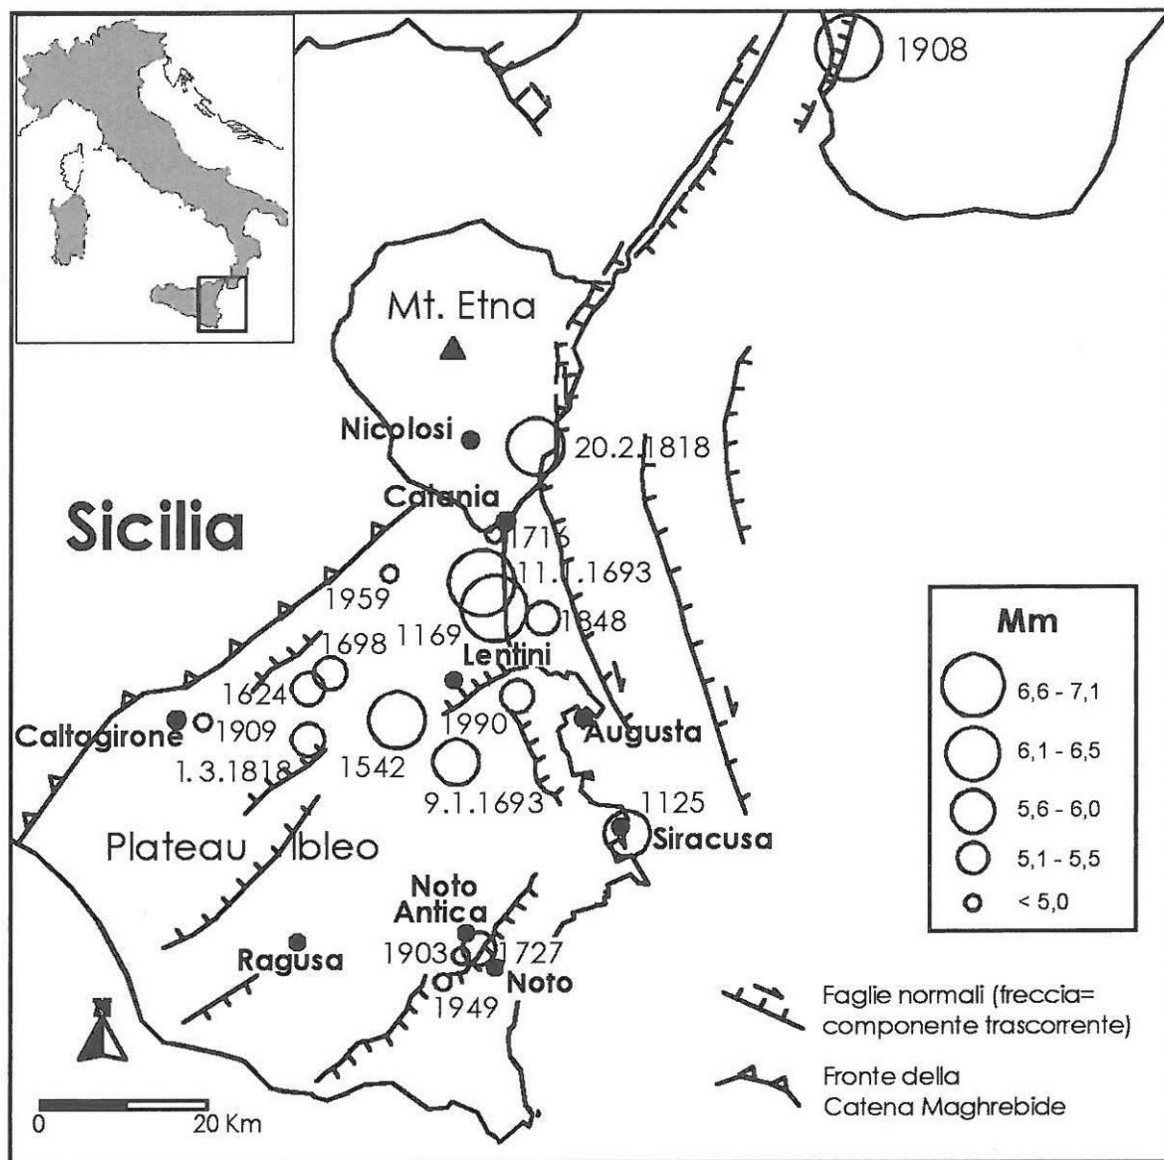 1908
Mt. Etna
Nicolosi
20.2.1818
Catania
Sicilia
1716
11.1.1693
1959
1169
1848
1698
Lentini
1624
1990
Augusta
Caltagirone
1909
1.3.1818
1542
9.1.1693
1125
Siracusa
Plateau Ibleo
Noto
Antica
1903
1727
Ragusa
Noto
1949
Mm
6,6 - 7,1
6,1 - 6,5
5,6 - 6,0
5,1 - 5,5
< 5,0
Faglie normali (freccia=
componente trascorrente)
Fronte della
Catena Maghrebide
0 20 Km